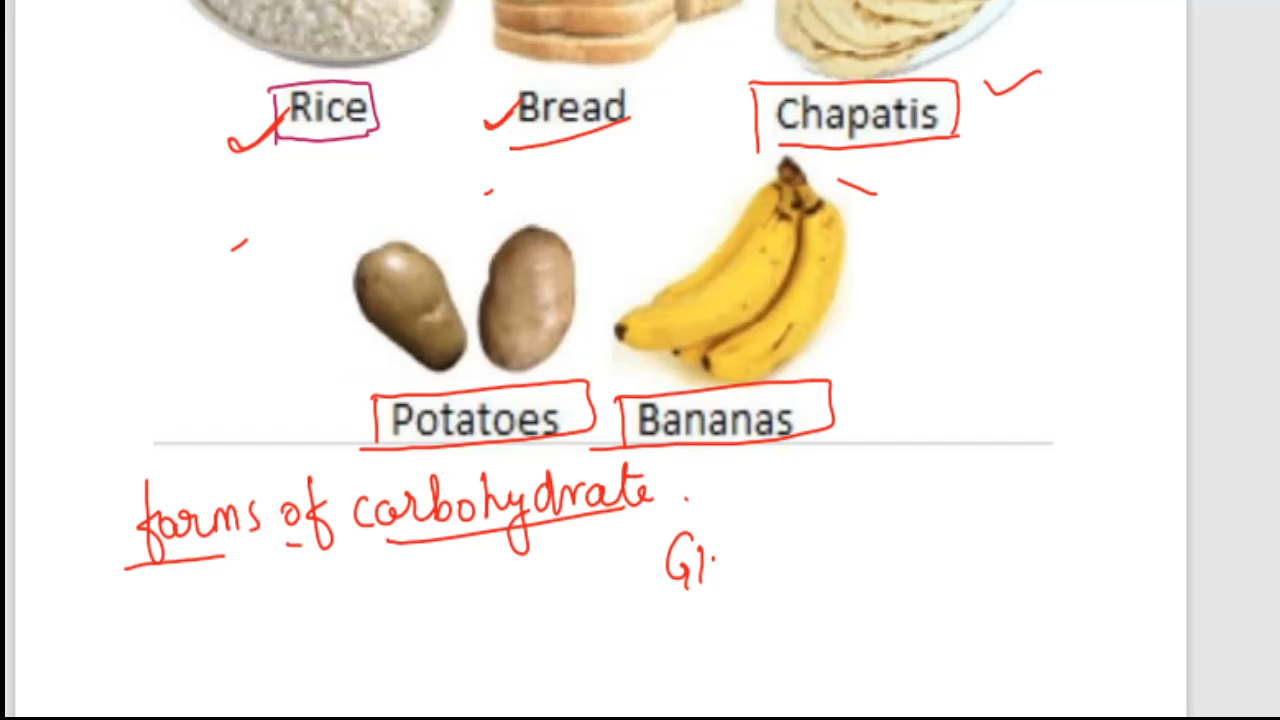 Rice Bread Chapatis
Potatoes Bananas
forms of carbohydrate.